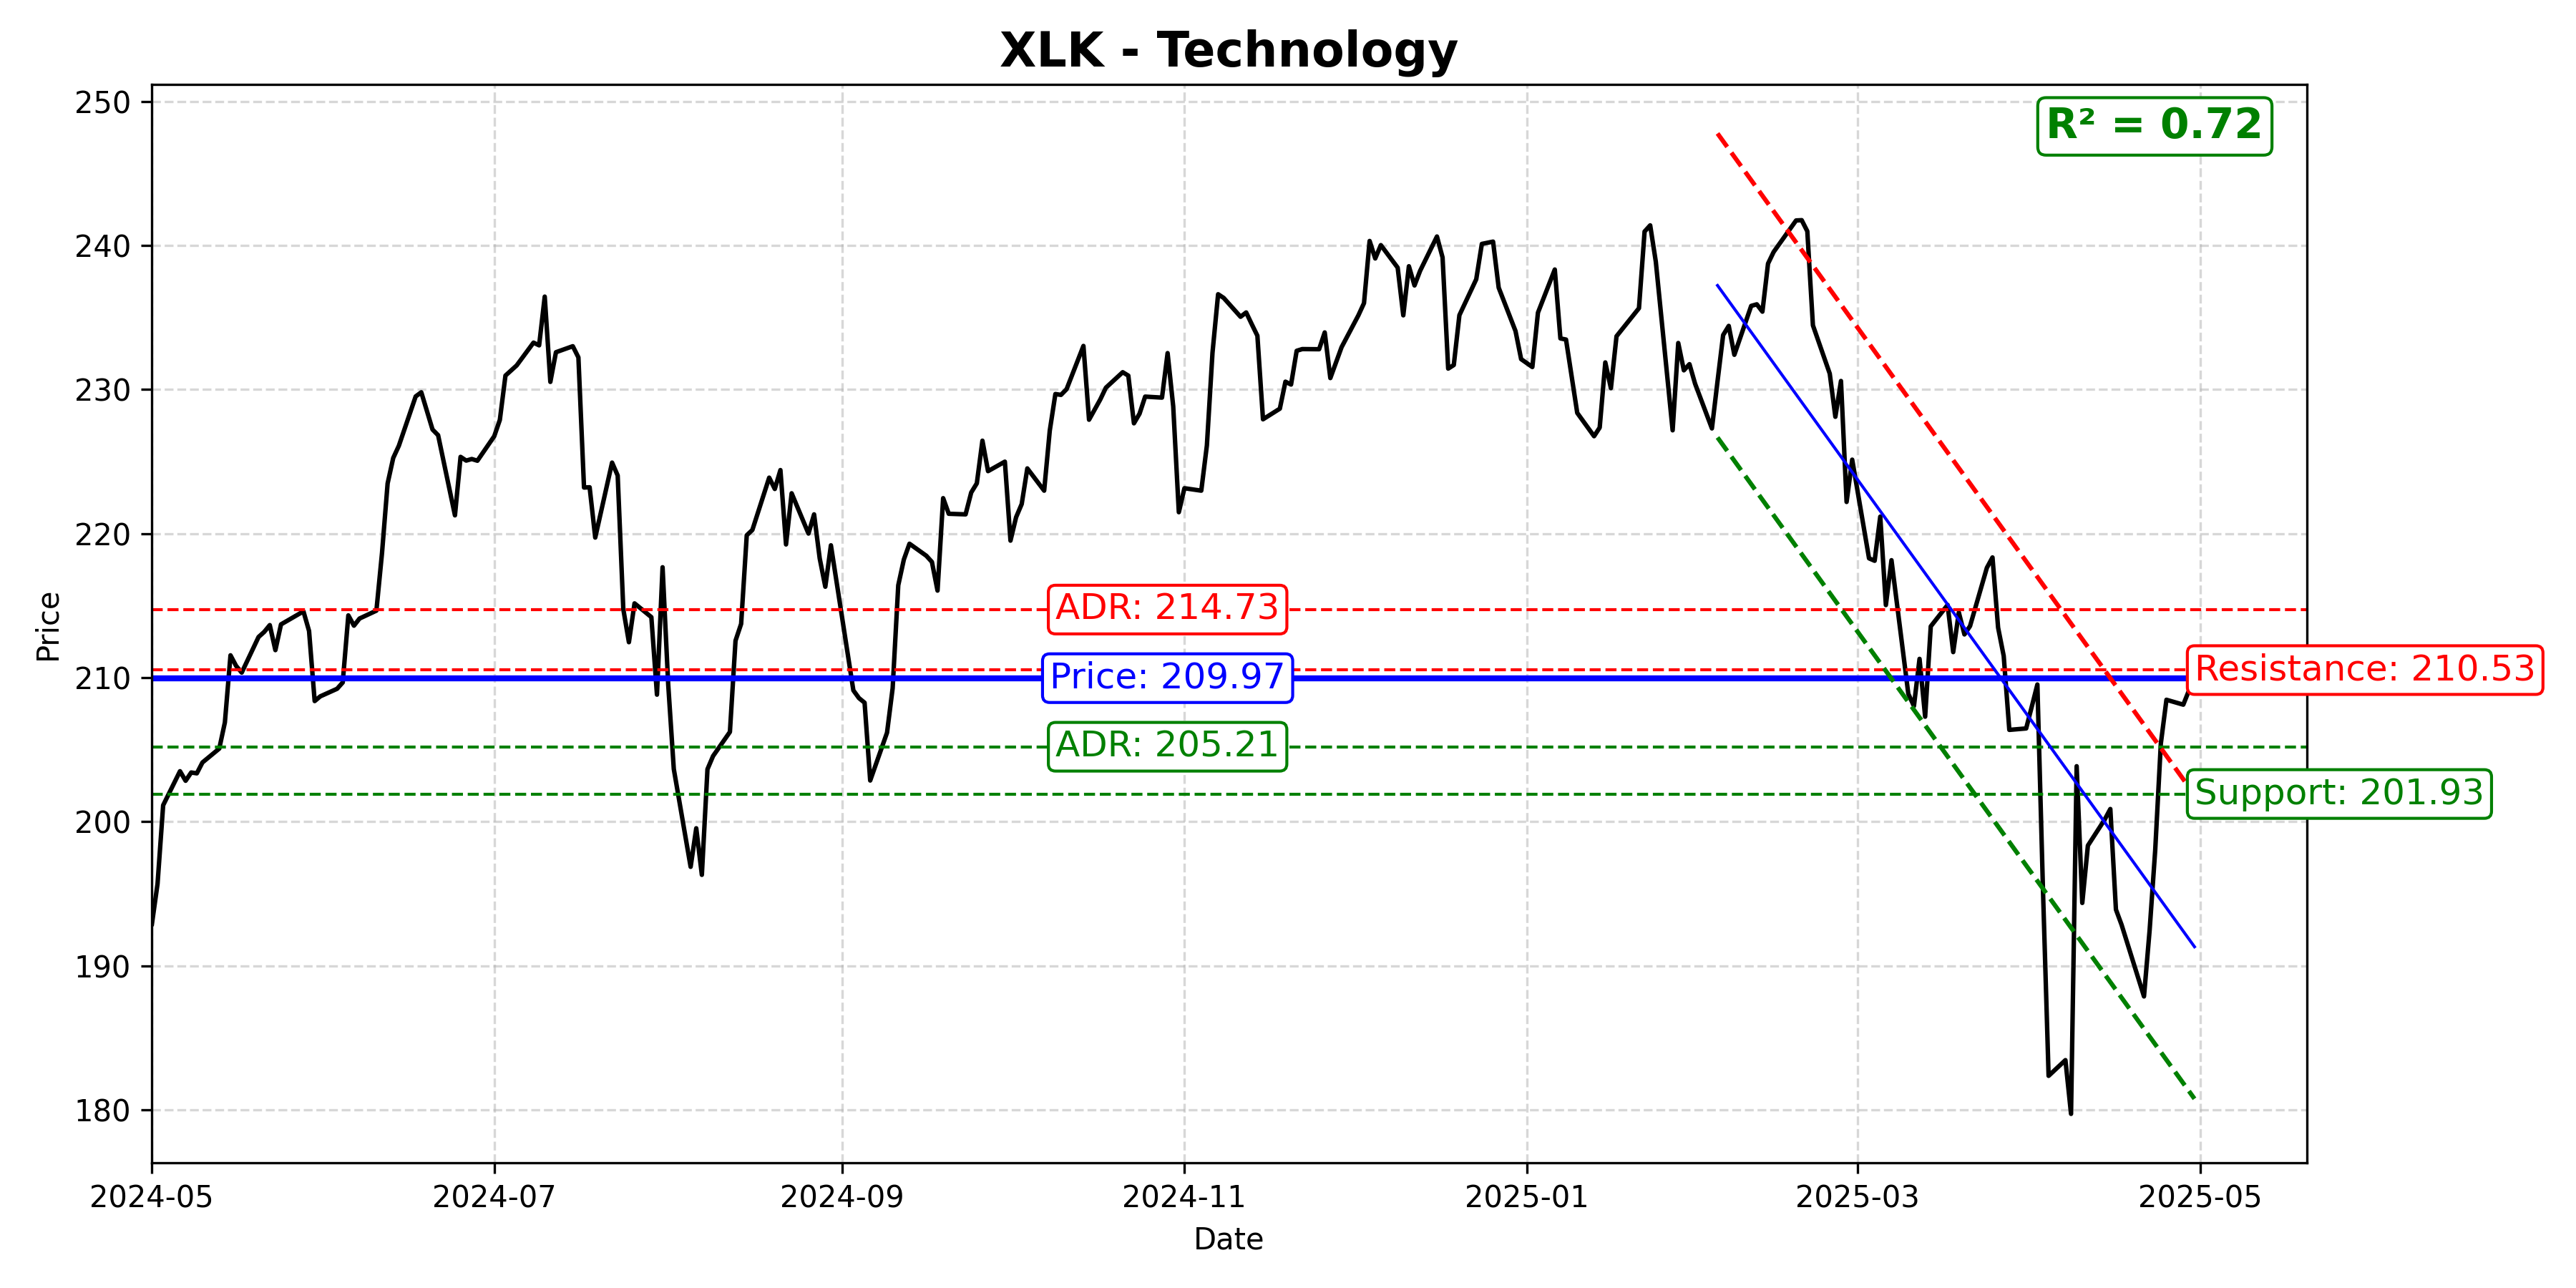 XLK - Technology
R² = 0.72
250
240
230
220
210
200
190
180
Price
ADR: 214.73
Price: 209.97
ADR: 205.21
Resistance: 210.53
Support: 201.93
2024-05
2024-07
2024-09
2024-11
2025-01
2025-03
2025-05
Date